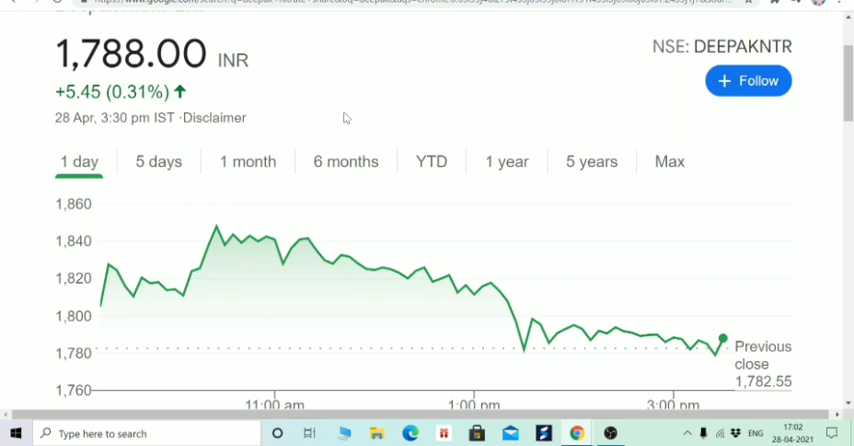 1,788.00 INR
NSE: DEEPAKNTR
+5.45 (0.31%) ↑
+ Follow
28 Apr, 3:30 pm IST ·Disclaimer
1 day 5 days 1 month 6 months YTD 1 year 5 years Max
1,860
1,840
1,820
1,800
1,780
1,760
Previous
close
1,782.55
11:00 am 1:00 pm 3:00 pm
Type here to search
ENG
17:02
28-04-2021